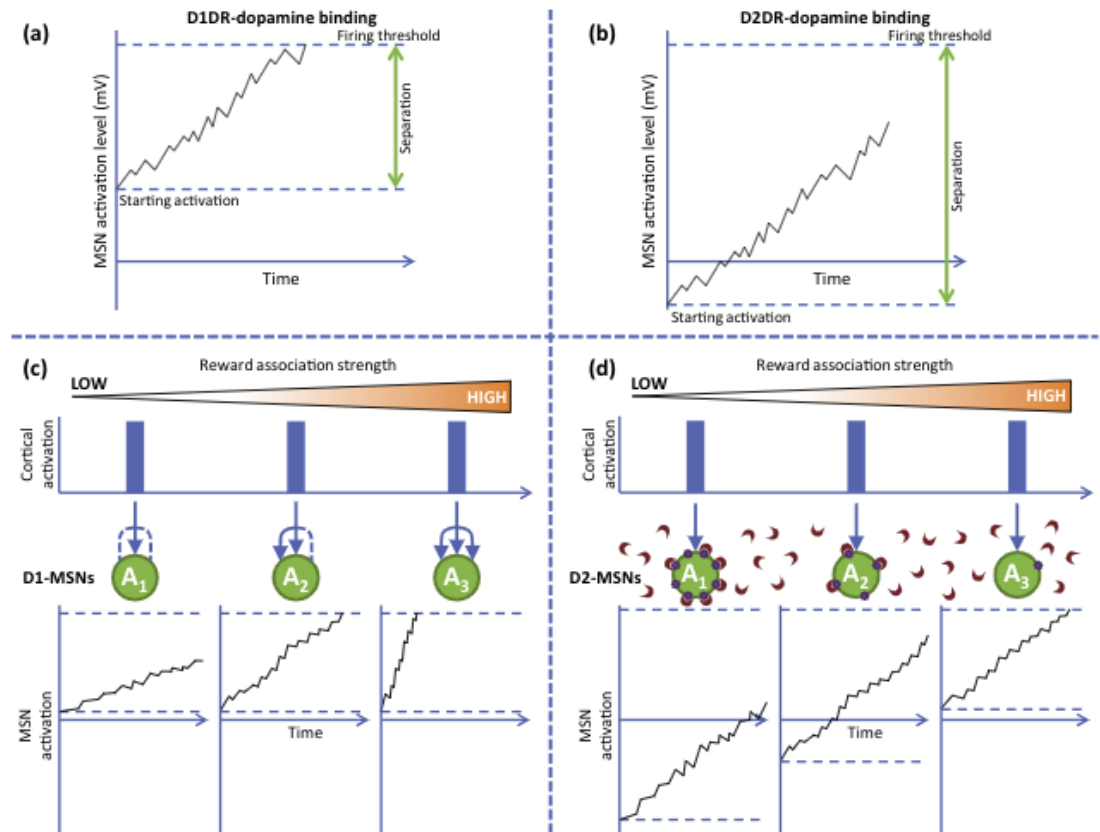 (a)
D1DR-dopamine binding
Firing threshold
MSN activation level (mV)
Separation
Starting activation
Time
(b)
D2DR-dopamine binding
Firing threshold
MSN activation level (mV)
Separation
Time
Starting activation
(c)
Reward association strength
LOW
HIGH
Cortical
activation
D1-MSNs
A1
A2
A3
MSN
activation
Time
(d)
Reward association strength
LOW
HIGH
Cortical
activation
D2-MSNs
A1
A2
A3
MSN
activation
Time